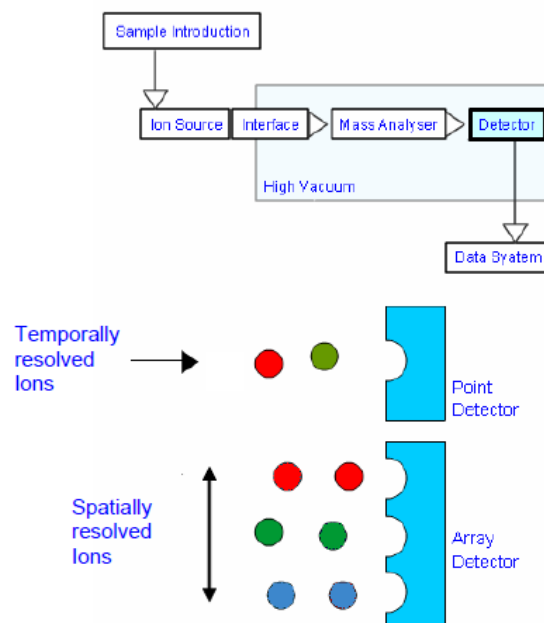 Sample Introduction
Ion Source
Interface
Mass Analyser
Detector
High Vacuum
Data Syatem
Temporally
resolved
Ions
Point
Detector
Spatially
resolved
Ions
Array
Detector